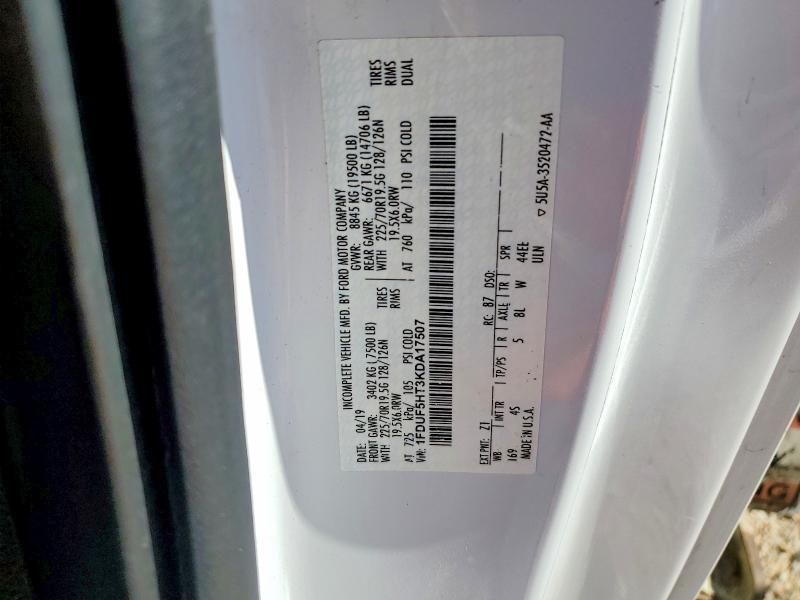 INCOMPLETE VEHICLE MFD. BY FORD MOTOR COMPANY
DATE: 04/19 GVWR: 8845 KG (19500 LB)
FRONT GAWR: 3402 KG (7500 LB) REAR GAWR: 6671 KG (14706 LB)
WITH 225/70R19.5G 128/126N TIRES WITH 225/70R19.5G 128/126N TIRES
19.5X6.0RW RIMS 19.5X6.0RW RIMS
AT 725 kPa/ 105 PSI COLD AT 760 kPa/ 110 PSI COLD DUAL
VIN: 1FDUF5HT3KDA17507
EXT PNT: Z1 RC: 87 DSO:
WB INT TR TP/PS R AXLE TR SPR
169 45 5 8L W 44EE
MADE IN U.S.A. ULN
▽ 5U5A-3520472-AA